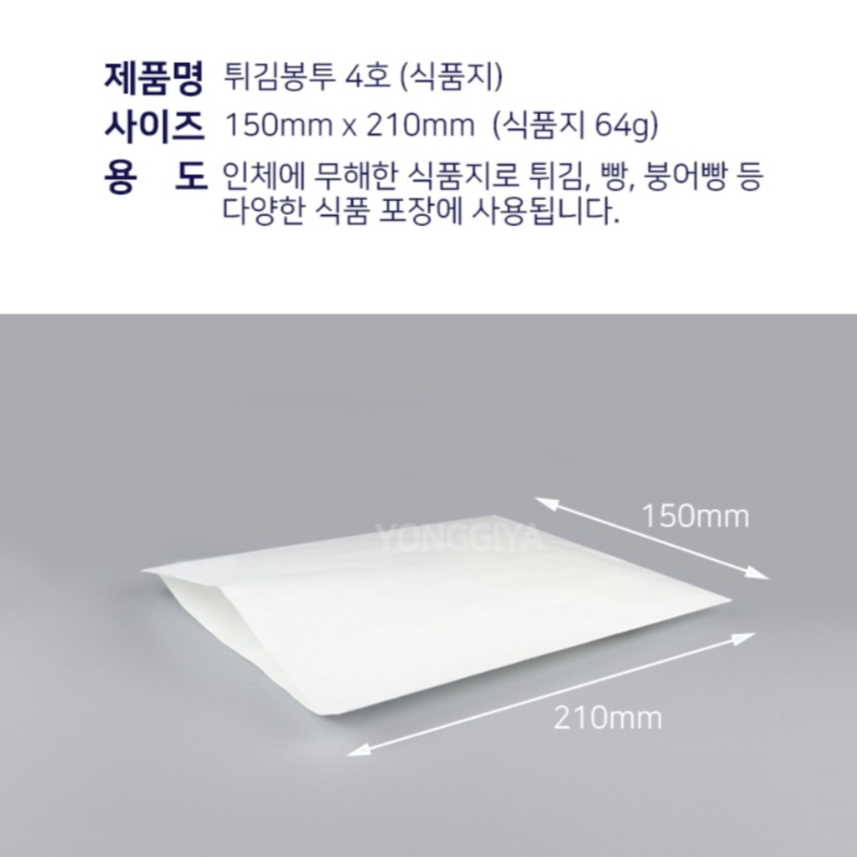 제품명 튀김봉투 4호 (식품지)
사이즈 150mm x 210mm (식품지 64g)
용 도 인체에 무해한 식품지로 튀김, 빵, 붕어빵 등
다양한 식품 포장에 사용됩니다.
150mm
YONGGIYA
210mm